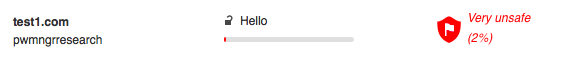 test1.com
pwmngrresearch
Hello
Very unsafe
(2%)